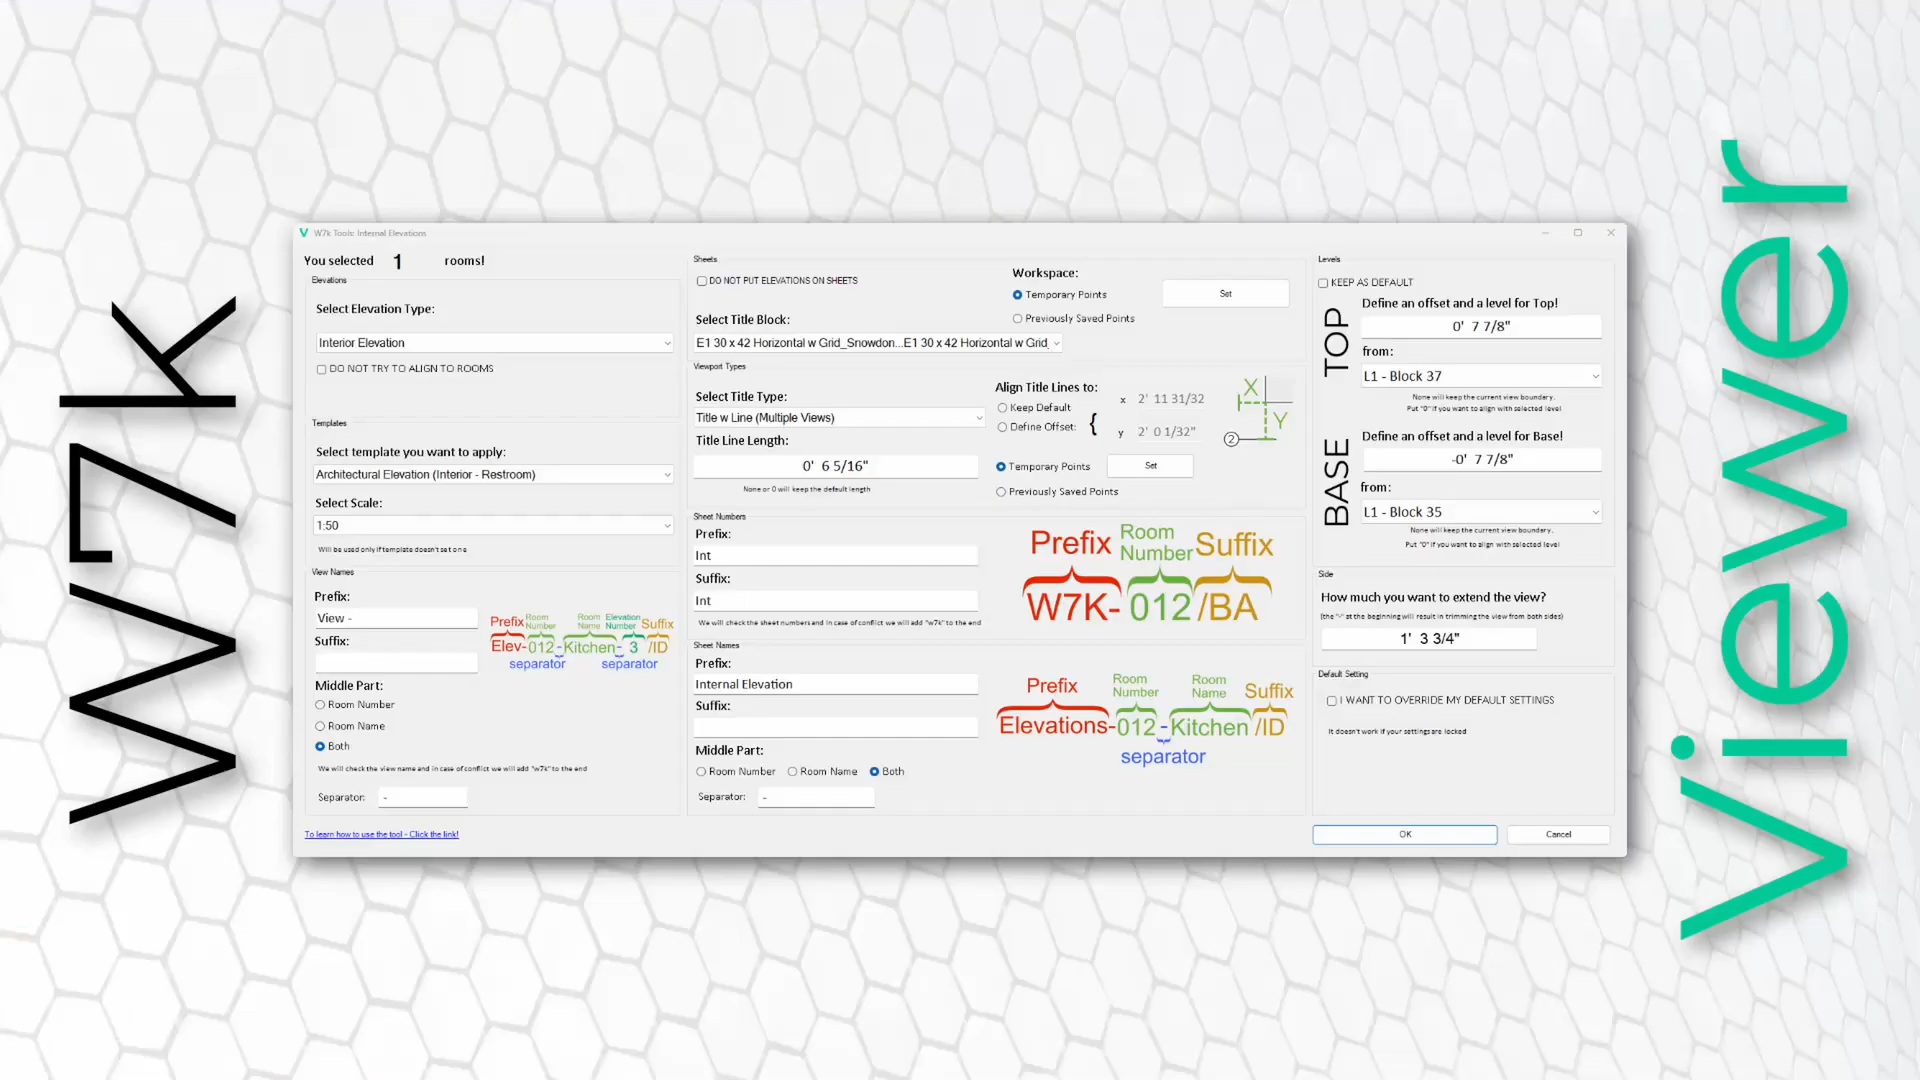 W7k
Viewer
W7k Tools: Internal Elevations
You selected 1 rooms!
Elevations
Select Elevation Type:
Interior Elevation
DO NOT TRY TO ALIGN TO ROOMS
Templates
Select template you want to apply:
Architectural Elevation (Interior - Restroom)
Select Scale:
1:50
Will be used only if template doesn't set one
View Names
Prefix:
View -
Suffix:
Prefix Room Number Room Name Elevation Number Suffix
Elev-012-Kitchen- 3 /ID
separator separator
Middle Part:
Room Number
Room Name
Both
We will check the view name and in case of conflict we will add "w7k" to the end
Separator: -
To learn how to use the tool - Click the link!
Sheets
DO NOT PUT ELEVATIONS ON SHEETS
Workspace:
Temporary Points
Set
Previously Saved Points
Select Title Block:
E1 30 x 42 Horizontal w Grid_Snowdon...E1 30 x 42 Horizontal w Grid_
Viewport Types
Select Title Type:
Title w Line (Multiple Views)
Title Line Length:
0' 6 5/16"
None or 0 will keep the default length
Align Title Lines to:
Keep Default
Define Offset:
{
x 2' 11 31/32
y 2' 0 1/32"
X
Y
2
Temporary Points
Set
Previously Saved Points
Sheet Numbers
Prefix:
Int
Suffix:
Int
We will check the sheet numbers and in case of conflict we will add "w7k" to the end
Prefix Room Number Suffix
W7K- 012 /BA
Sheet Names
Prefix:
Internal Elevation
Suffix:
Middle Part:
Room Number Room Name Both
Separator: -
Prefix Room Number Room Name Suffix
Elevations-012-Kitchen /ID
separator
Levels
KEEP AS DEFAULT
TOP
Define an offset and a level for Top!
0' 7 7/8"
from:
L1 - Block 37
None will keep the current view boundary.
Put "0" if you want to align with selected level
BASE
Define an offset and a level for Base!
-0' 7 7/8"
from:
L1 - Block 35
None will keep the current view boundary.
Put "0" if you want to align with selected level
Side
How much you want to extend the view?
(the "-" at the beginning will result in trimming the view from both sides)
1' 3 3/4"
Default Setting
I WANT TO OVERRIDE MY DEFAULT SETTINGS
It doesn't work if your settings are locked
OK
Cancel